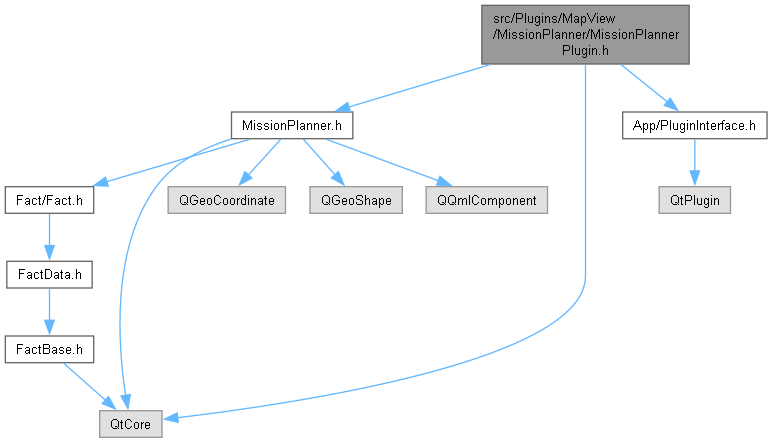 src/Plugins/MapView
/MissionPlanner/MissionPlanner
Plugin.h
MissionPlanner.h
App/PluginInterface.h
Fact/Fact.h
QGeoCoordinate
QGeoShape
QQmlComponent
QtPlugin
FactData.h
FactBase.h
QtCore